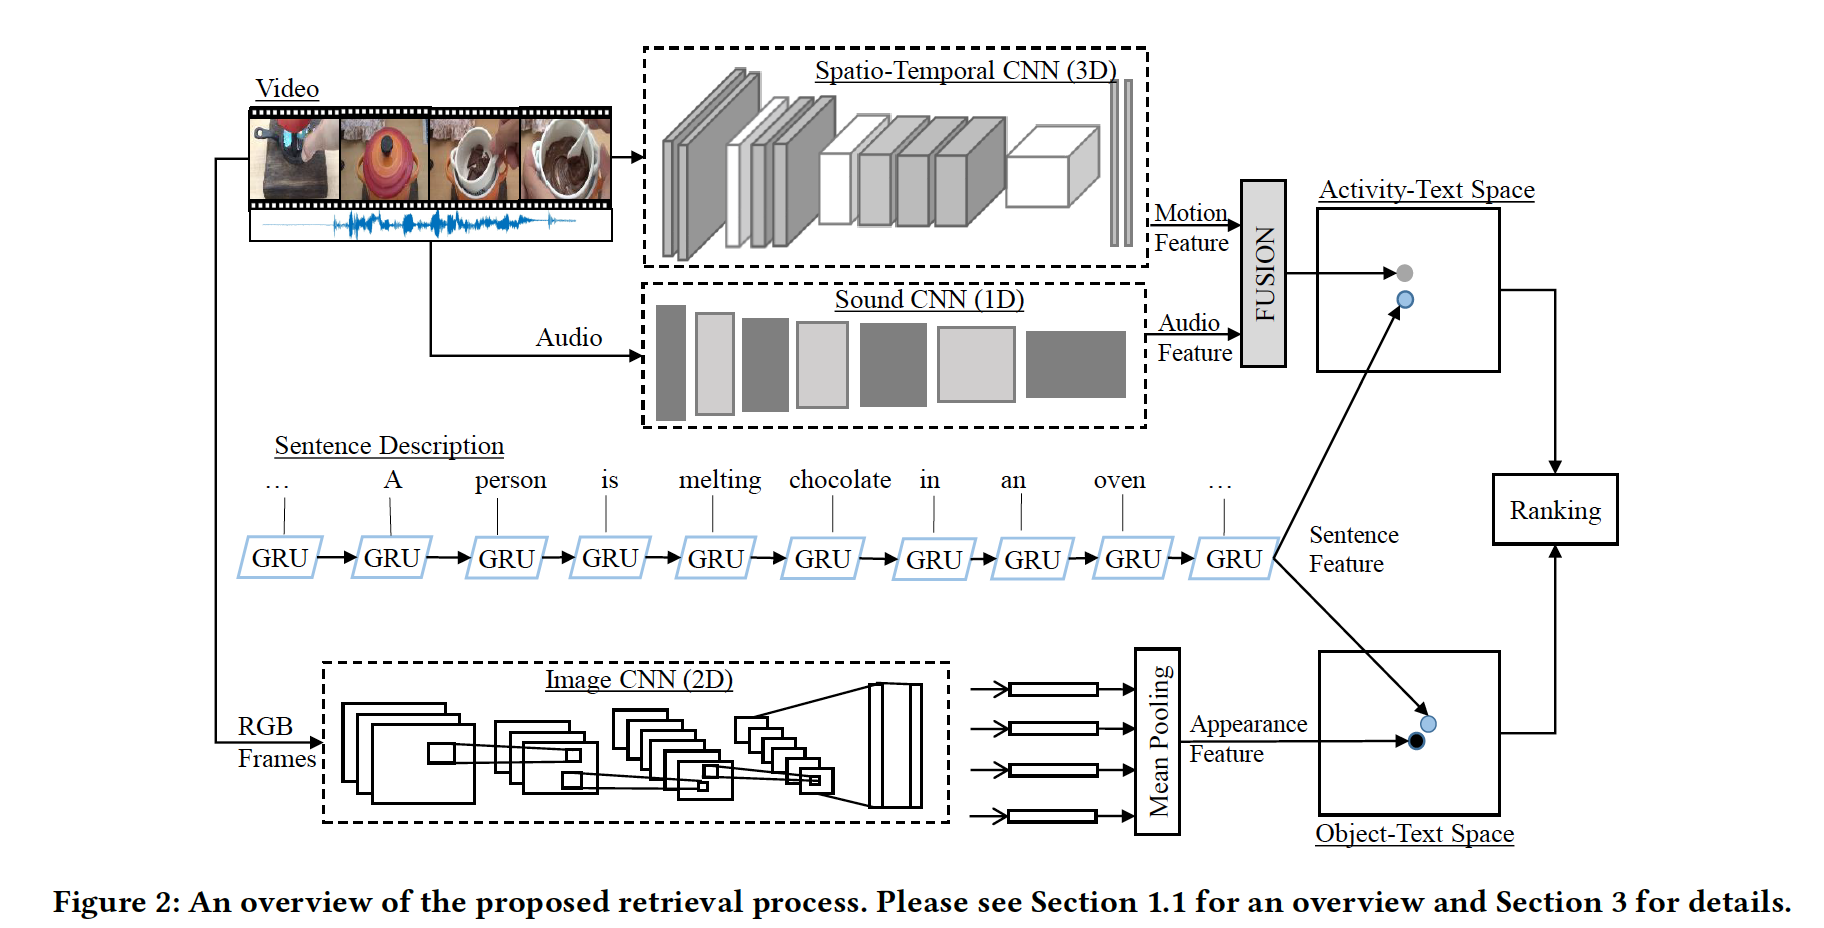 Video
Spatio-Temporal CNN (3D)
Activity-Text Space
Motion
Feature
FUSION
Sound CNN (1D)
Audio
Audio
Feature
Sentence Description
… A person is melting chocolate in an oven …
GRU GRU GRU GRU GRU GRU GRU GRU GRU GRU
Sentence
Feature
Ranking
Image CNN (2D)
RGB
Frames
Mean Pooling
Appearance
Feature
Object-Text Space
Figure 2: An overview of the proposed retrieval process. Please see Section 1.1 for an overview and Section 3 for details.